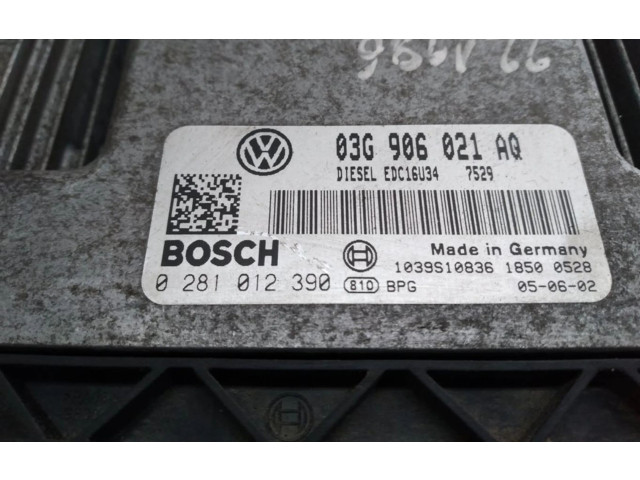 VW
03G 906 021 AQ
DIESEL EDC16U34 7529
BOSCH
Made in Germany
1039S10836 1850 0528
0 281 012 390 810 BPG 05-06-02